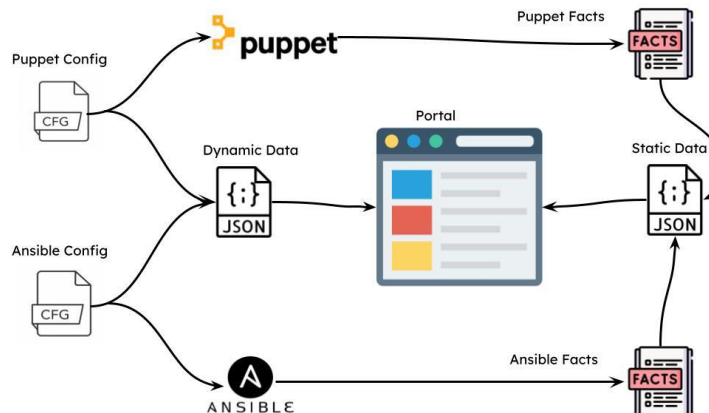 Puppet Facts
puppet
FACTS
Puppet Config
CFG
Portal
Dynamic Data
Static Data
{;}
JSON
{;}
JSON
Ansible Config
CFG
Ansible Facts
A
ANSIBLE
FACTS